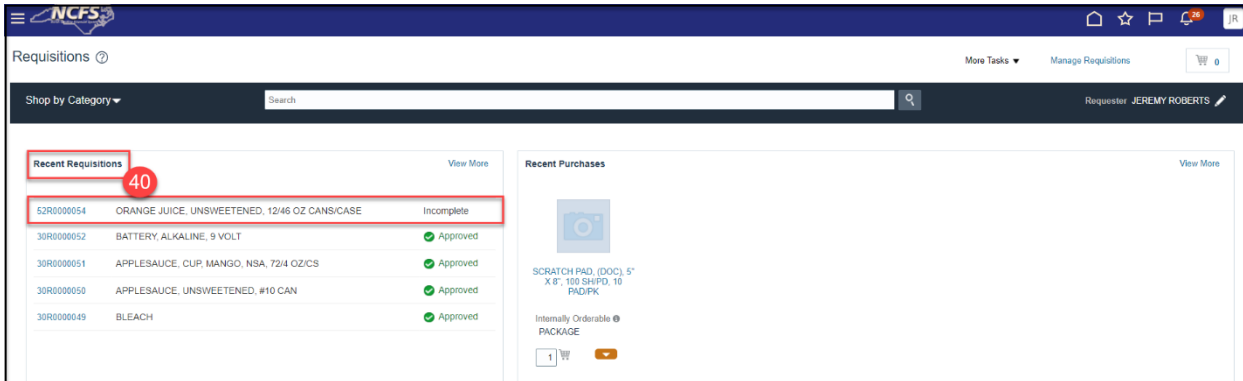 NCFS
26
JR
Requisitions
More Tasks
Manage Requisitions
0
Shop by Category
Search
Requester JEREMY ROBERTS
Recent Requisitions
View More
40
52R0000054 ORANGE JUICE, UNSWEETENED, 12/46 OZ CANS/CASE Incomplete
30R0000052 BATTERY, ALKALINE, 9 VOLT Approved
30R0000051 APPLESAUCE, CUP, MANGO, NSA, 72/4 OZ/CS Approved
30R0000050 APPLESAUCE, UNSWEETENED, #10 CAN Approved
30R0000049 BLEACH Approved
Recent Purchases
View More
SCRATCH PAD, (DOC), 5"
X 8", 100 SH/PD, 10
PAD/PK
Internally Orderable
PACKAGE
1